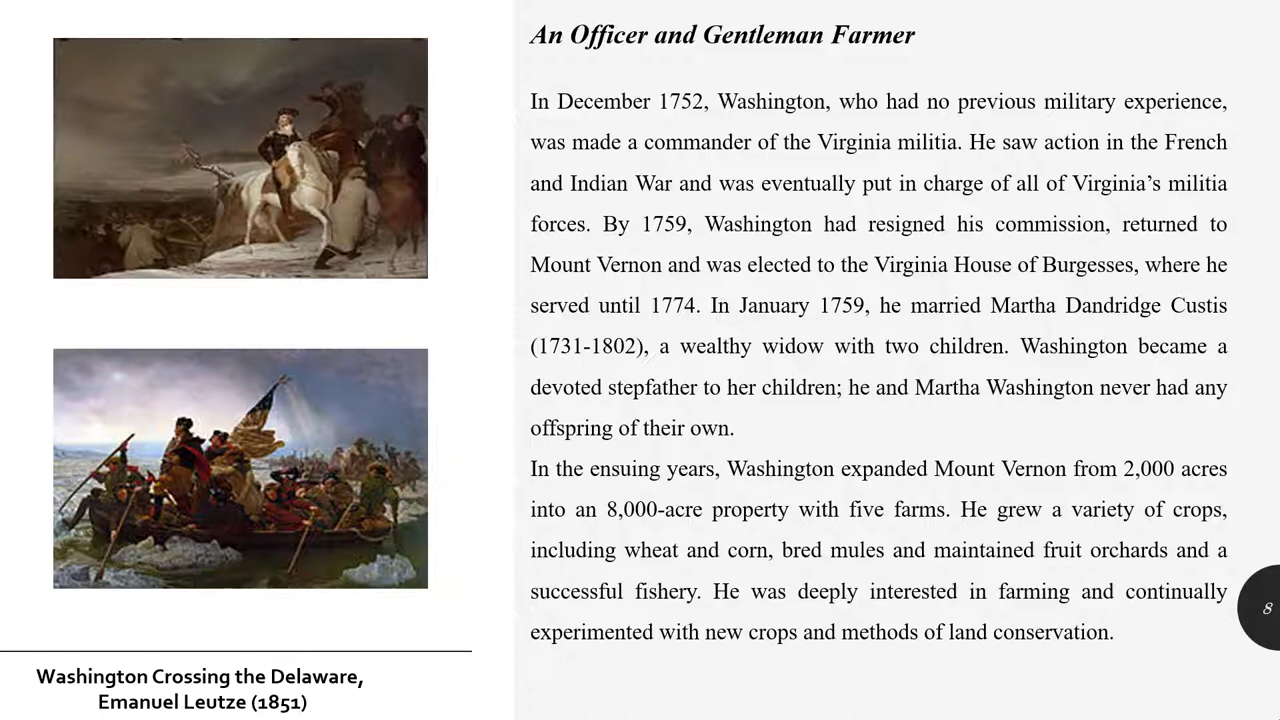 An Officer and Gentleman Farmer
In December 1752, Washington, who had no previous military experience,
was made a commander of the Virginia militia. He saw action in the French
and Indian War and was eventually put in charge of all of Virginia’s militia
forces. By 1759, Washington had resigned his commission, returned to
Mount Vernon and was elected to the Virginia House of Burgesses, where he
served until 1774. In January 1759, he married Martha Dandridge Custis
(1731-1802), a wealthy widow with two children. Washington became a
devoted stepfather to her children; he and Martha Washington never had any
offspring of their own.
In the ensuing years, Washington expanded Mount Vernon from 2,000 acres
into an 8,000-acre property with five farms. He grew a variety of crops,
including wheat and corn, bred mules and maintained fruit orchards and a
successful fishery. He was deeply interested in farming and continually
experimented with new crops and methods of land conservation.
8
Washington Crossing the Delaware,
Emanuel Leutze (1851)